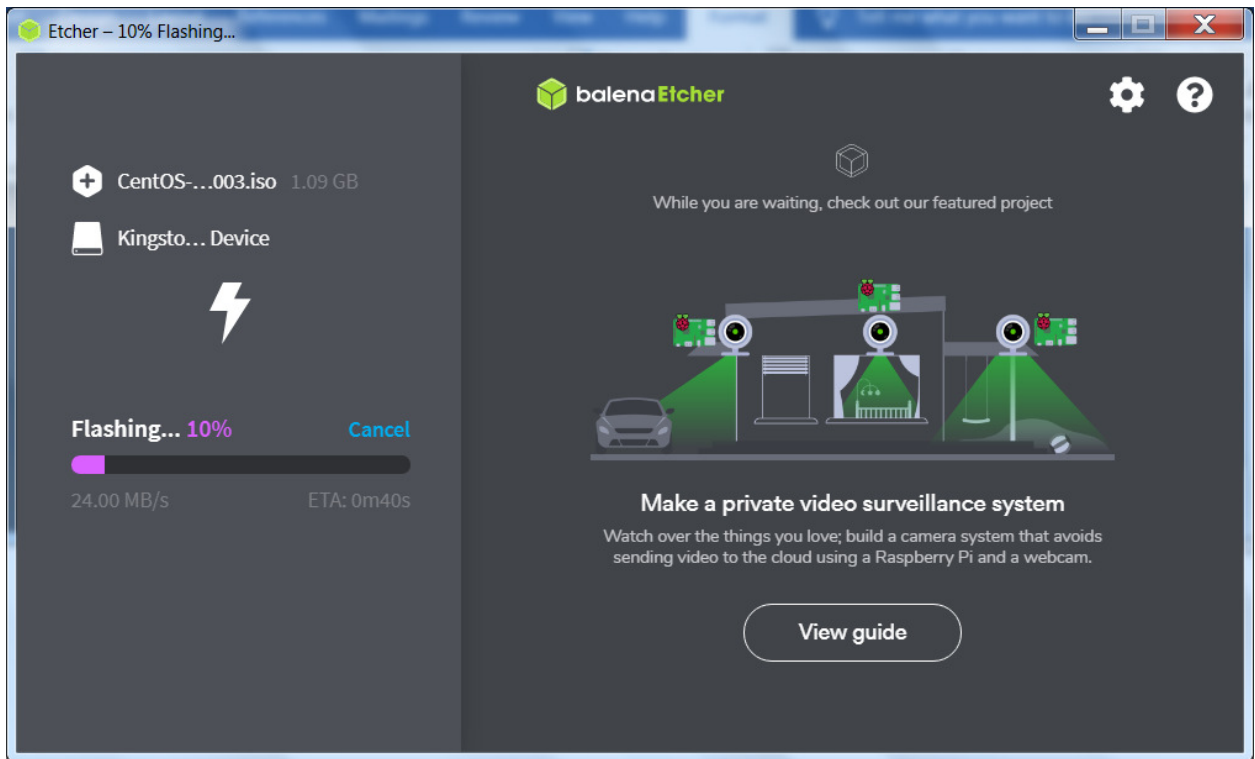 Etcher – 10% Flashing...
balenaEtcher
CentOS-...003.iso 1.09 GB
Kingsto... Device
Flashing... 10% Cancel
24.00 MB/s ETA: 0m40s
While you are waiting, check out our featured project
Make a private video surveillance system
Watch over the things you love; build a camera system that avoids
sending video to the cloud using a Raspberry Pi and a webcam.
View guide